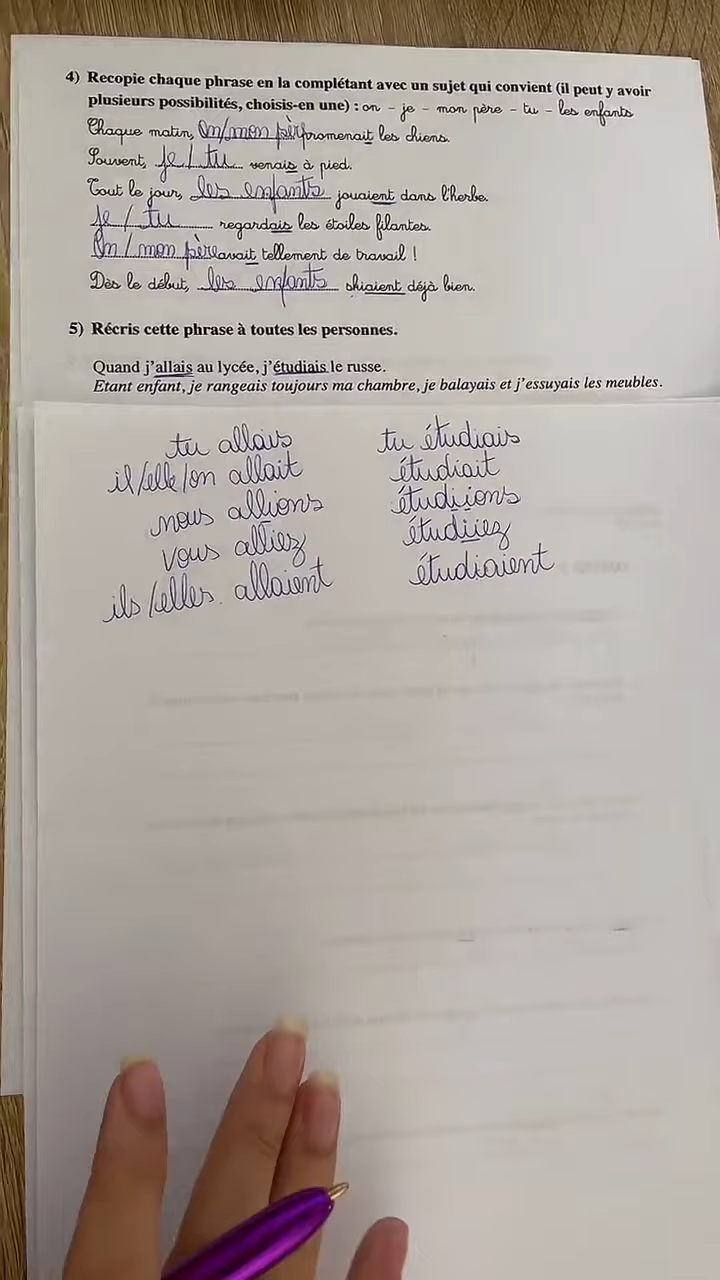 4) Recopie chaque phrase en la complétant avec un sujet qui convient (il peut y avoir
plusieurs possibilités, choisis-en une) : on – je – mon père – tu – les enfants
Chaque matin, On/mon père promenait les chiens.
Souvent, je / tu venais à pied.
Tout le jour, les enfants jouaient dans l'herbe.
je / tu regardais les étoiles filantes.
On / mon père avait tellement de travail !
Dès le début, les enfants skiaient déjà bien.
5) Récris cette phrase à toutes les personnes.
Quand j'allais au lycée, j'étudiais le russe.
Etant enfant, je rangeais toujours ma chambre, je balayais et j'essuyais les meubles.
tu allais tu étudiais
il/elle/on allait étudiait
nous allions étudiions
vous alliez étudiiez
ils/elles allaient étudiaient